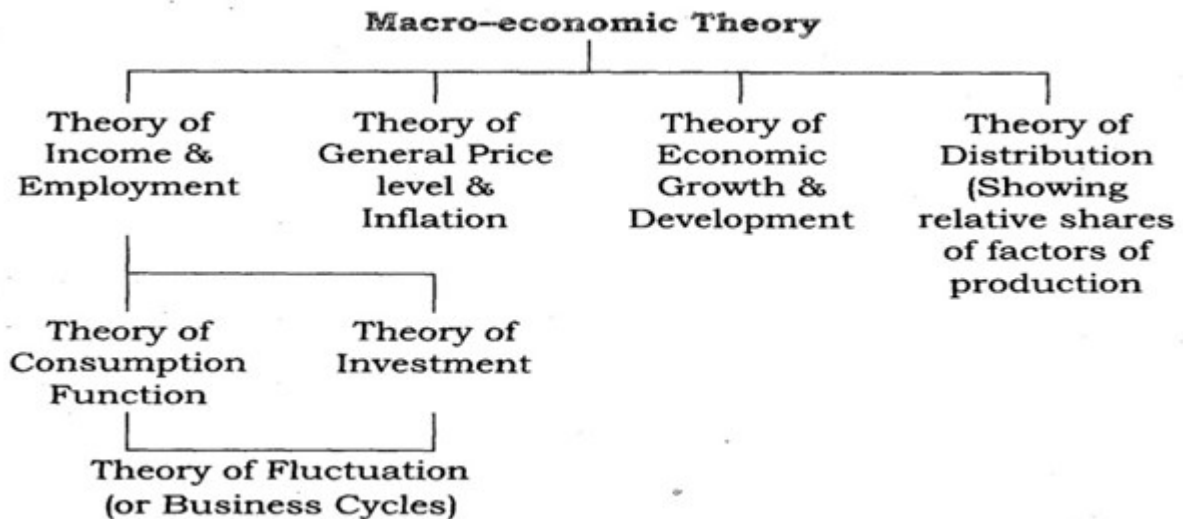 Macro–economic Theory
Theory of
Income &
Employment
Theory of
General Price
level &
Inflation
Theory of
Economic
Growth &
Development
Theory of
Distribution
(Showing
relative shares
of factors of
production
Theory of
Consumption
Function
Theory of
Investment
Theory of Fluctuation
(or Business Cycles)